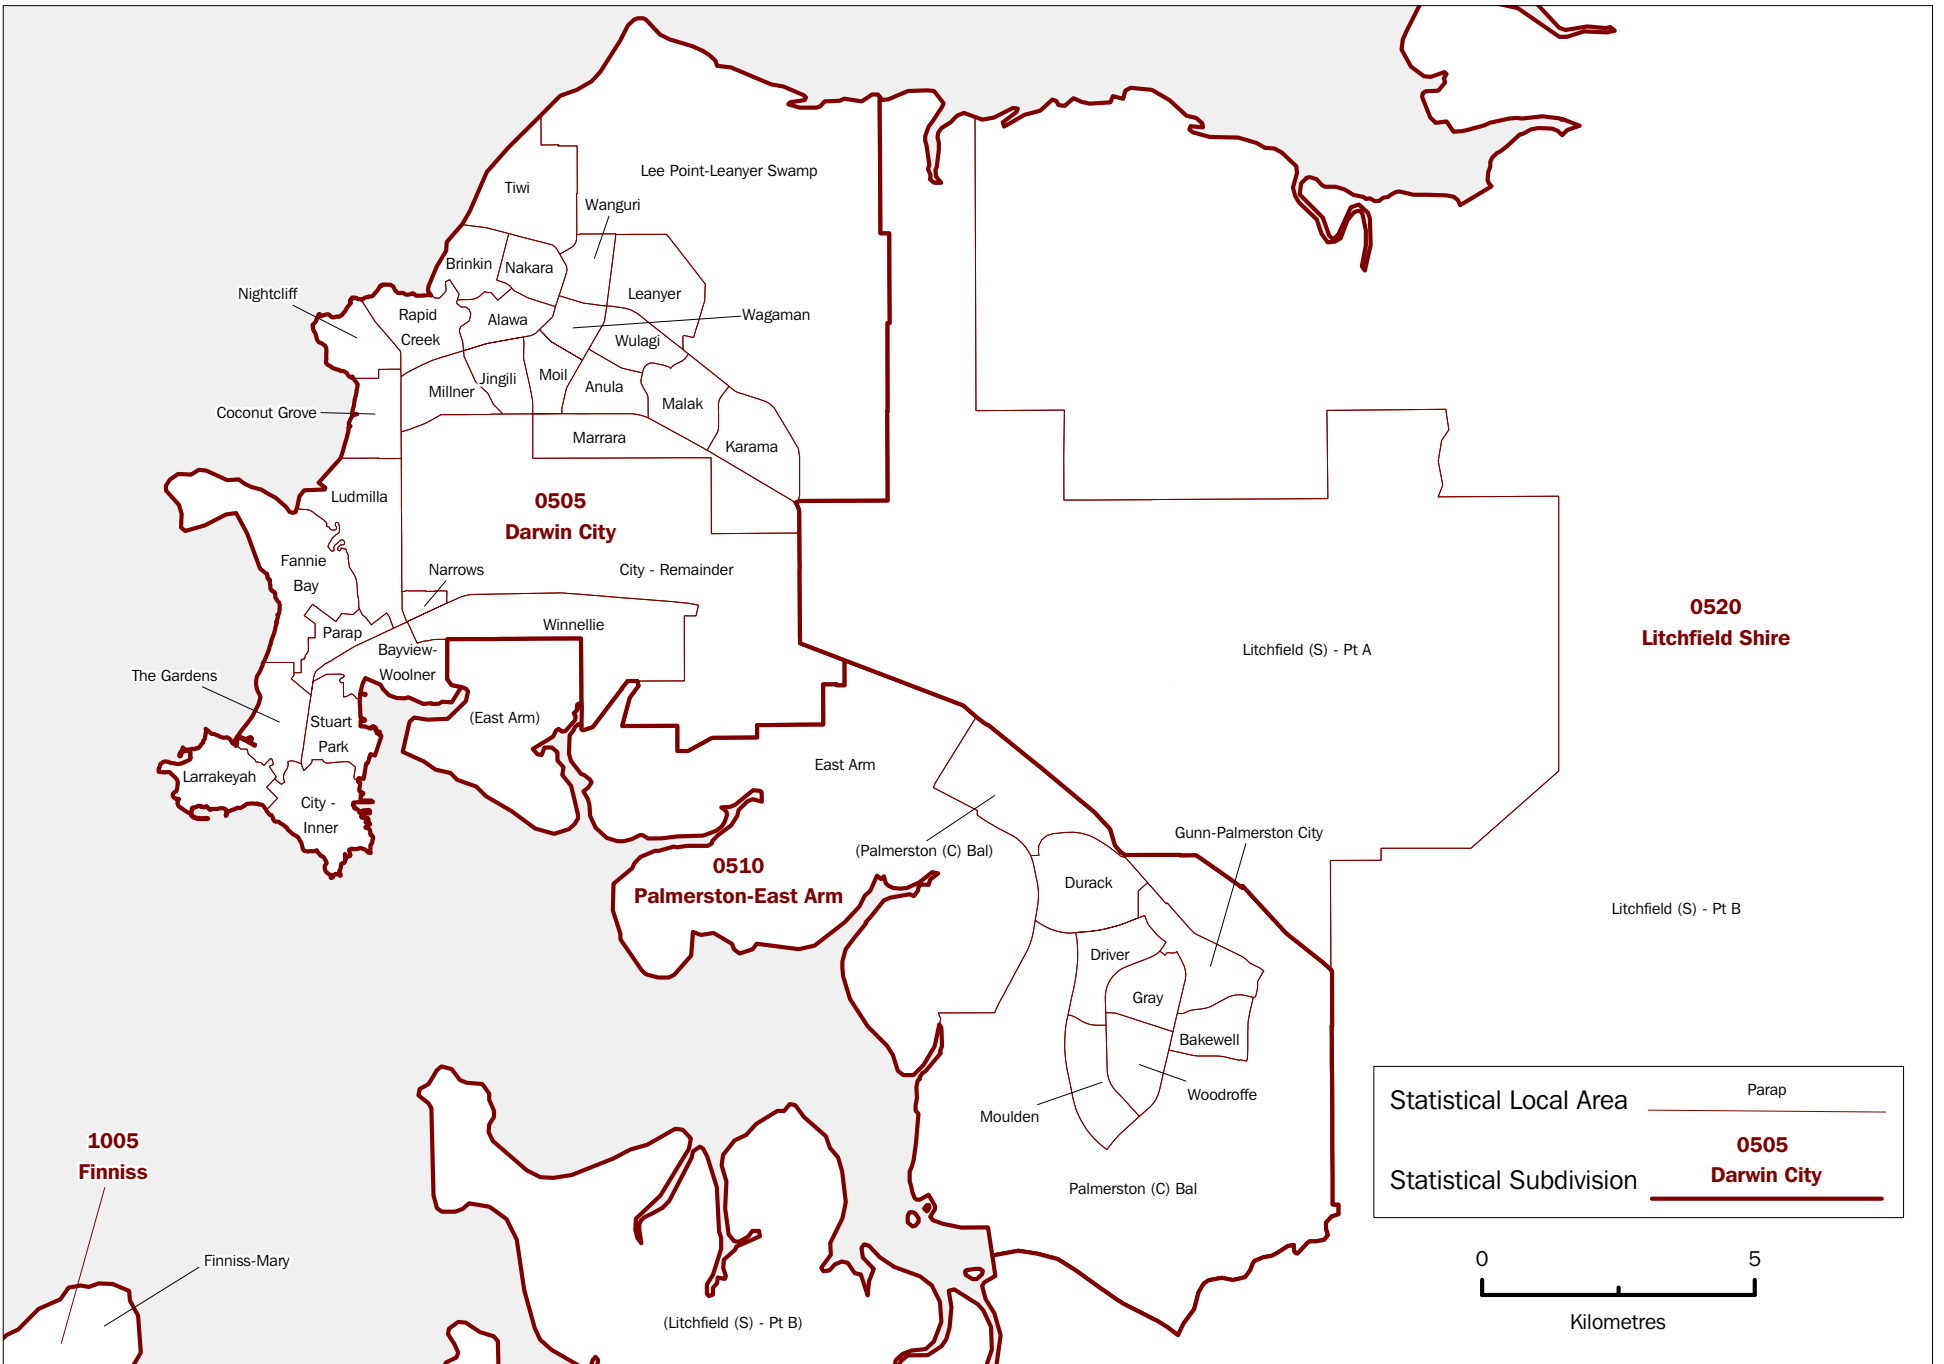 Lee Point-Leanyer Swamp
Tiwi
Wanguri
Brinkin
Nakara
Nightcliff
Leanyer
Rapid
Creek
Alawa
Wagaman
Wulagi
Moil
Jingili
Millner
Anula
Malak
Coconut Grove
Marrara
Karama
Ludmilla
0505
Darwin City
Fannie
Bay
Narrows
City - Remainder
0520
Litchfield Shire
Parap
Winnellie
Bayview-
Woolner
Litchfield (S) - Pt A
The Gardens
(East Arm)
Stuart
Park
East Arm
Larrakeyah
City -
Inner
Gunn-Palmerston City
(Palmerston (C) Bal)
0510
Palmerston-East Arm
Durack
Litchfield (S) - Pt B
Driver
Gray
Bakewell
Woodroffe
Moulden
Statistical Local Area
Parap
1005
Finniss
0505
Darwin City
Statistical Subdivision
Palmerston (C) Bal
Finniss-Mary
0 5
Kilometres
(Litchfield (S) - Pt B)